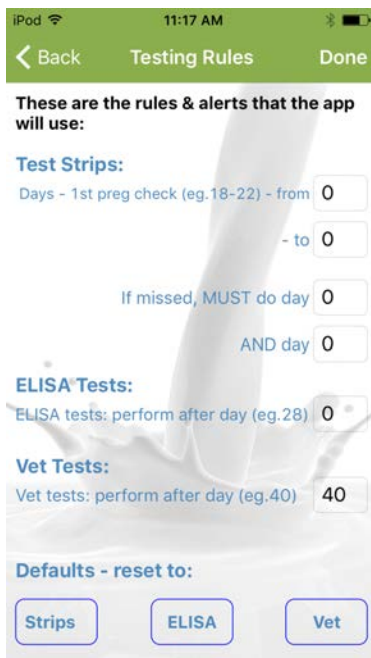 iPod 11:17 AM
Back Testing Rules Done
These are the rules & alerts that the app
will use:
Test Strips:
Days - 1st preg check (eg.18-22) - from 0
- to 0
If missed, MUST do day 0
AND day 0
ELISA Tests:
ELISA tests: perform after day (eg.28) 0
Vet Tests:
Vet tests: perform after day (eg.40) 40
Defaults - reset to:
Strips ELISA Vet